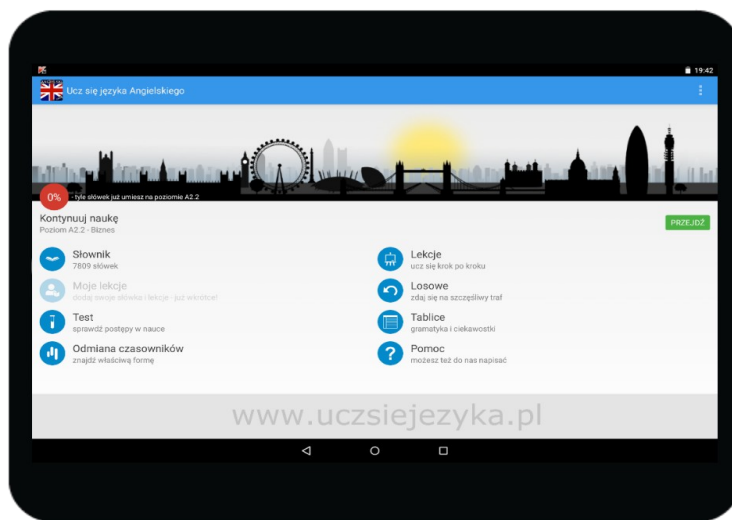 19:42
Ucz się języka Angielskiego
0%
- tyle słówek już umiesz na poziomie A2.2
Kontynuuj naukę
Poziom A2.2 - Biznes
PRZEJDŹ
Słownik
7809 słówek
Lekcje
ucz się krok po kroku
Moje lekcje
dodaj swoje słówka i lekcje - już wkrótce!
Losowe
zdaj się na szczęśliwy traf
Test
sprawdź postępy w nauce
Tablice
gramatyka i ciekawostki
Odmiana czasowników
znajdź właściwą formę
Pomoc
możesz też do nas napisać
www.uczsiejezyka.pl